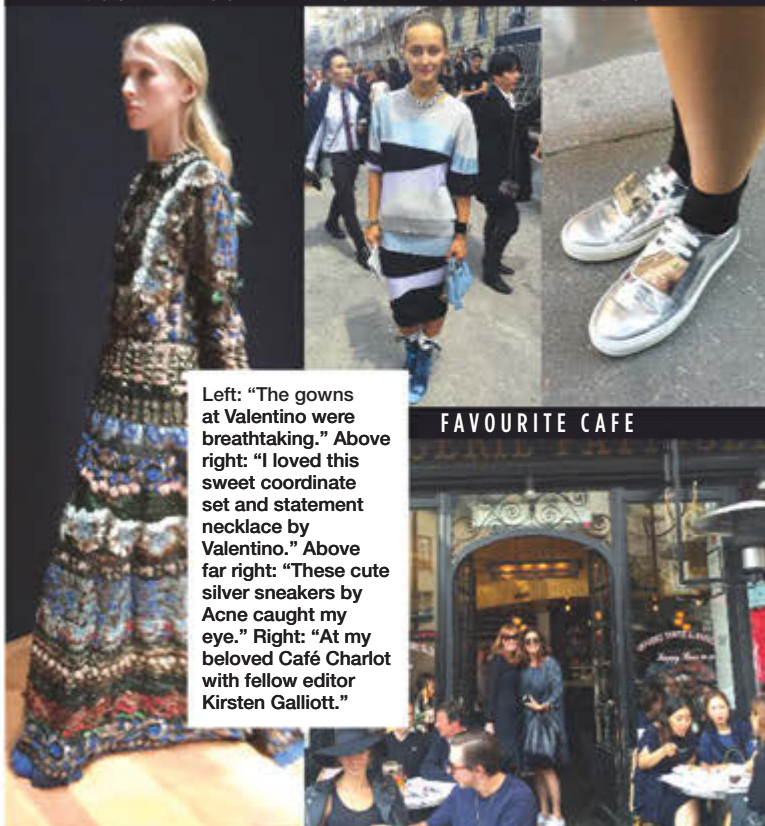 Left: “The gowns
at Valentino were
breathtaking.” Above
right: “I loved this
sweet coordinate
set and statement
necklace by
Valentino.” Above
far right: “These cute
silver sneakers by
Acne caught my
eye.” Right: “At my
beloved Café Charlot
with fellow editor
Kirsten Galliott.”
FAVOURITE CAFE